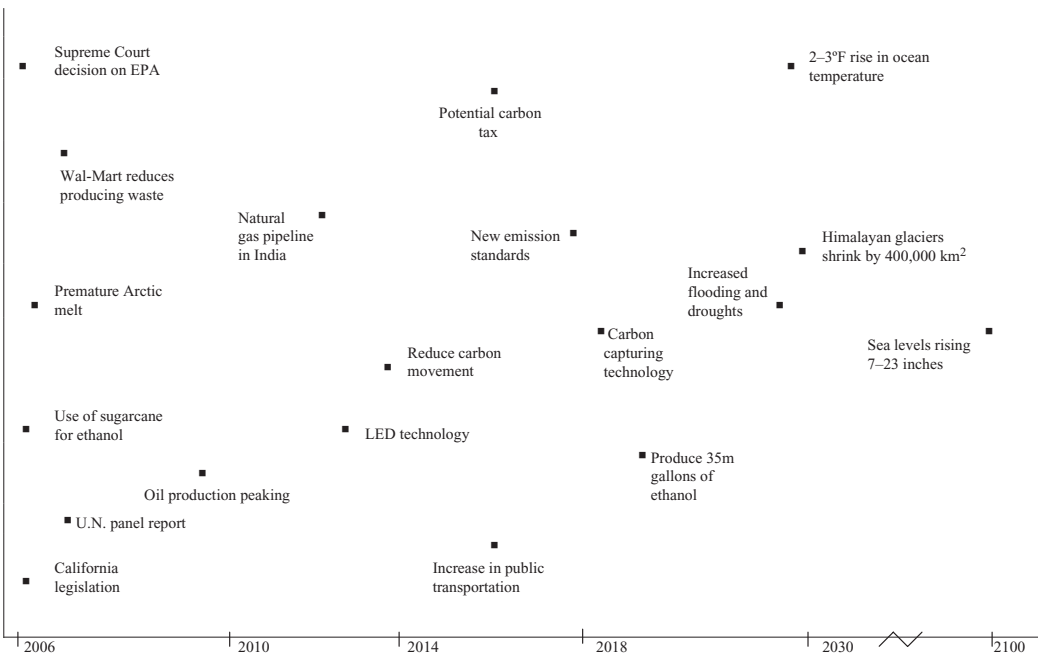 Supreme Court
decision on EPA
2–3ºF rise in ocean
temperature
Potential carbon
tax
Wal-Mart reduces
producing waste
Natural
gas pipeline
in India
New emission
standards
Himalayan glaciers
shrink by 400,000 km²
Increased
flooding and
droughts
Premature Arctic
melt
Carbon
capturing
technology
Sea levels rising
7–23 inches
Reduce carbon
movement
Use of sugarcane
for ethanol
LED technology
Produce 35m
gallons of
ethanol
Oil production peaking
U.N. panel report
California
legislation
Increase in public
transportation
2006 2010 2014 2018 2030 2100